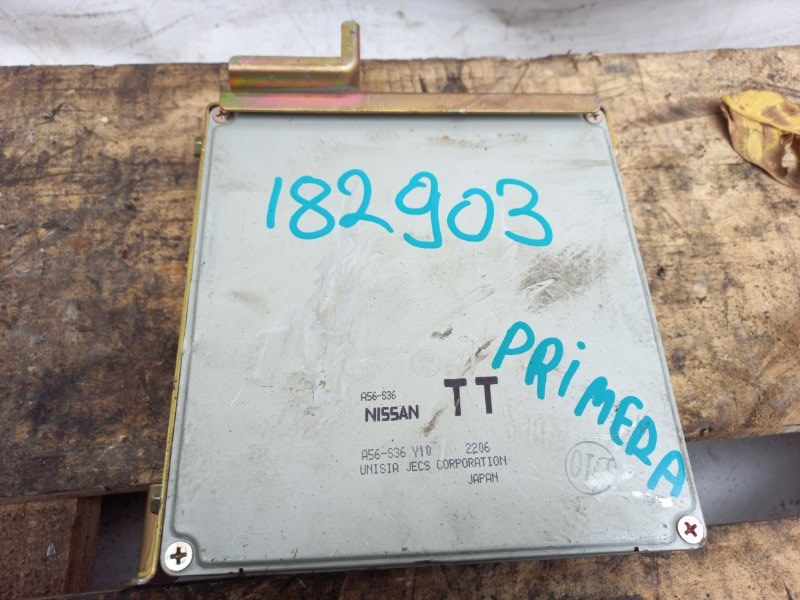 182903
PRiMERA
A56-S36
NISSAN TT
A56-S36 Y10 2206
UNISIA JECS CORPORATION
JAPAN